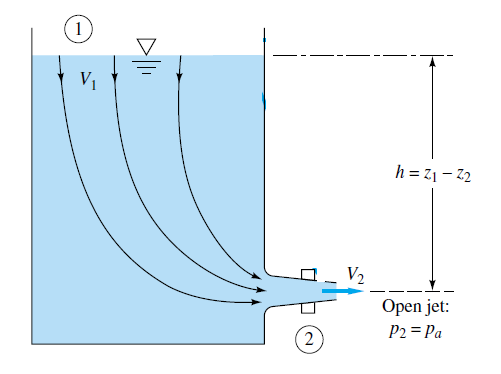 1
V₁
h = z₁ – z₂
V₂
Open jet:
p₂ = pₐ
2